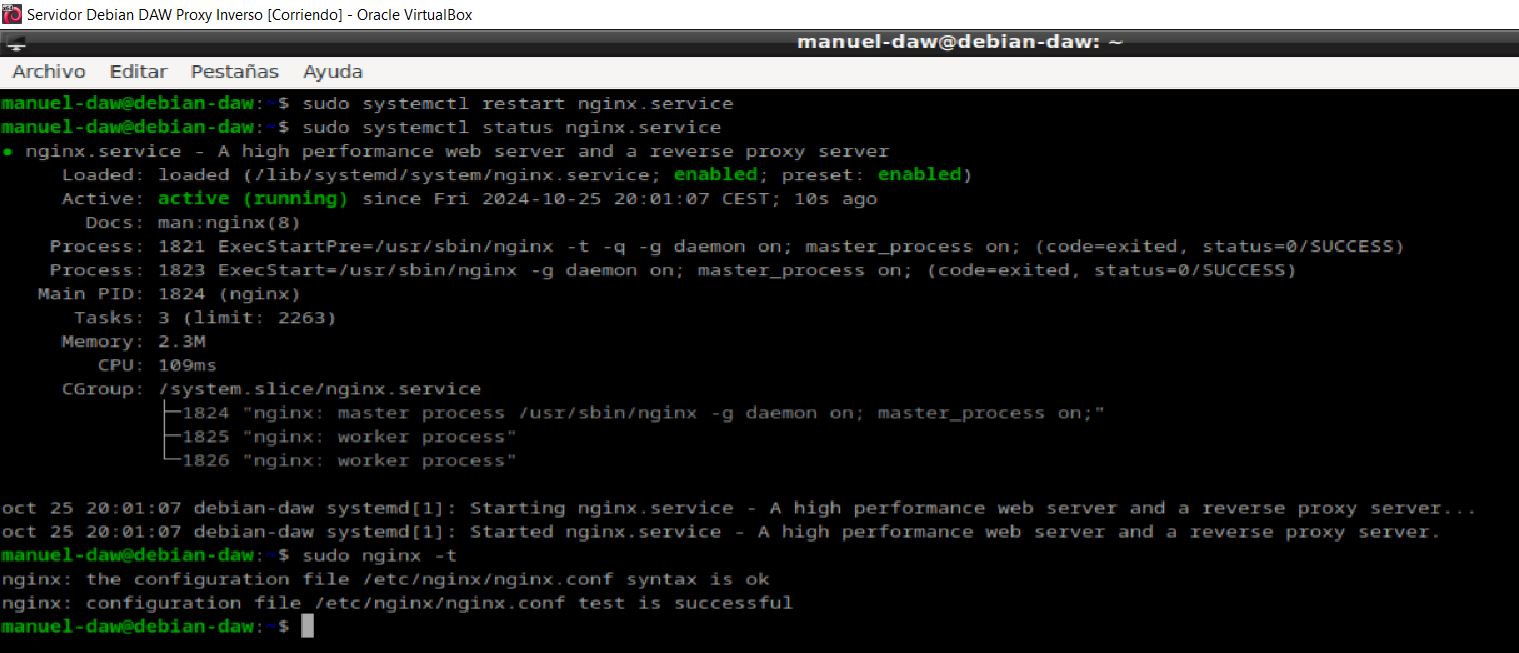 Servidor Debian DAW Proxy Inverso [Corriendo] - Oracle VirtualBox
manuel-daw@debian-daw: ~
Archivo Editar Pestañas Ayuda
manuel-daw@debian-daw:~$ sudo systemctl restart nginx.service
manuel-daw@debian-daw:~$ sudo systemctl status nginx.service
● nginx.service - A high performance web server and a reverse proxy server
Loaded: loaded (/lib/systemd/system/nginx.service; enabled; preset: enabled)
Active: active (running) since Fri 2024-10-25 20:01:07 CEST; 10s ago
Docs: man:nginx(8)
Process: 1821 ExecStartPre=/usr/sbin/nginx -t -q -g daemon on; master_process on; (code=exited, status=0/SUCCESS)
Process: 1823 ExecStart=/usr/sbin/nginx -g daemon on; master_process on; (code=exited, status=0/SUCCESS)
Main PID: 1824 (nginx)
Tasks: 3 (limit: 2263)
Memory: 2.3M
CPU: 109ms
CGroup: /system.slice/nginx.service
├─1824 "nginx: master process /usr/sbin/nginx -g daemon on; master_process on;"
├─1825 "nginx: worker process"
└─1826 "nginx: worker process"
oct 25 20:01:07 debian-daw systemd[1]: Starting nginx.service - A high performance web server and a reverse proxy server...
oct 25 20:01:07 debian-daw systemd[1]: Started nginx.service - A high performance web server and a reverse proxy server.
manuel-daw@debian-daw:~$ sudo nginx -t
nginx: the configuration file /etc/nginx/nginx.conf syntax is ok
nginx: configuration file /etc/nginx/nginx.conf test is successful
manuel-daw@debian-daw:~$